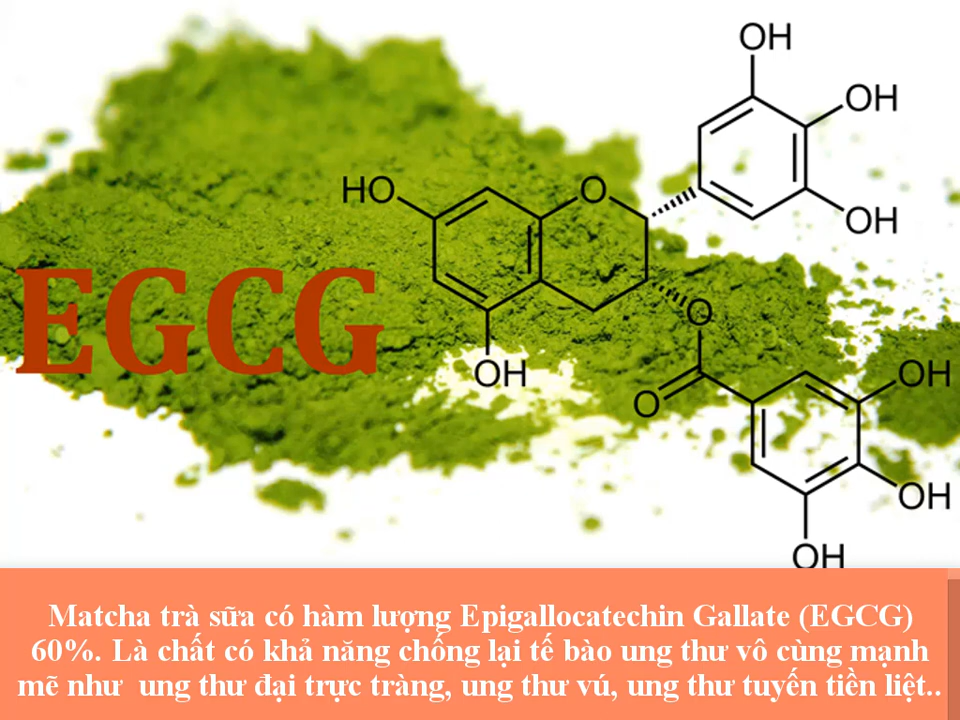 OH
OH
HO
O
OH
EGCG
O
OH
O
OH
OH
OH
Matcha trà sữa có hàm lượng Epigallocatechin Gallate (EGCG)
60%. Là chất có khả năng chống lại tế bào ung thư vô cùng mạnh
mẽ như  ung thư đại trực tràng, ung thư vú, ung thư tuyến tiền liệt..